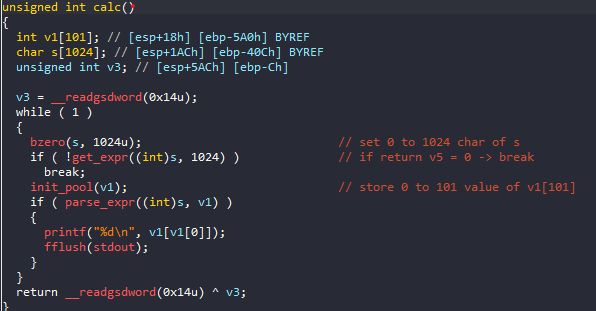 unsigned int calc()
{
  int v1[101]; // [esp+18h] [ebp-5A0h] BYREF
  char s[1024]; // [esp+1ACh] [ebp-40Ch] BYREF
  unsigned int v3; // [esp+5ACh] [ebp-Ch]
  v3 = __readgsdword(0x14u);
  while ( 1 )
  {
    bzero(s, 1024u); // set 0 to 1024 char of s
    if ( !get_expr((int)s, 1024) ) // if return v5 = 0 -> break
      break;
    init_pool(v1); // store 0 to 101 value of v1[101]
    if ( parse_expr((int)s, v1) )
    {
      printf("%d\n", v1[v1[0]]);
      fflush(stdout);
    }
  }
  return __readgsdword(0x14u) ^ v3;
}